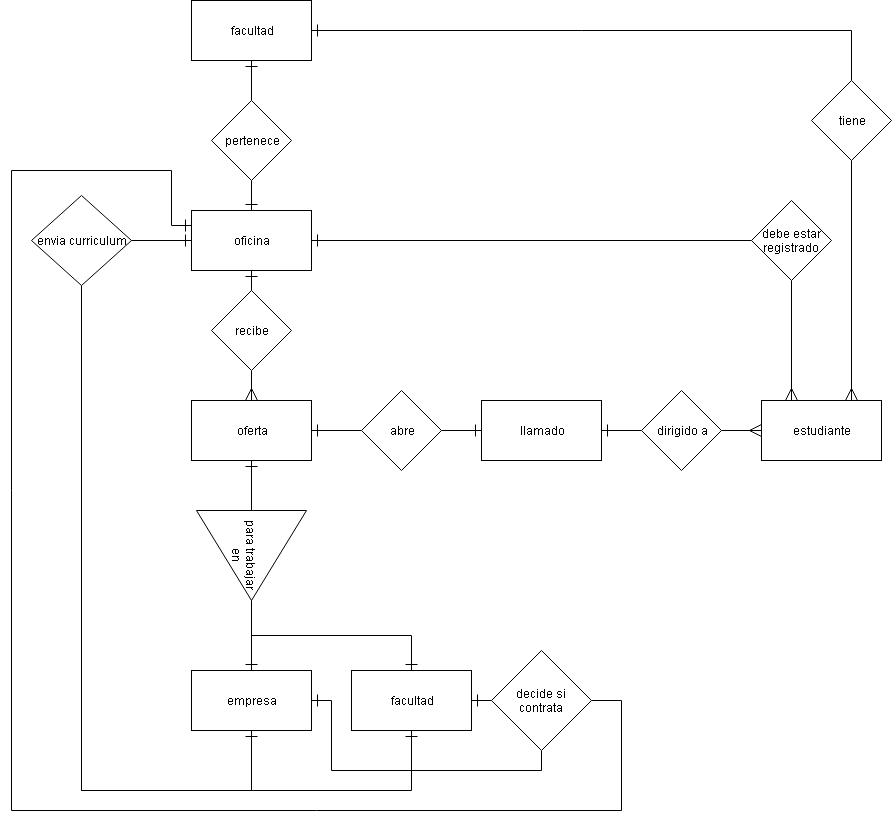 facultad
tiene
pertenece
envia curriculum
oficina
debe estar
registrado
recibe
oferta
abre
llamado
dirigido a
estudiante
para trabajar
en
empresa
facultad
decide si
contrata